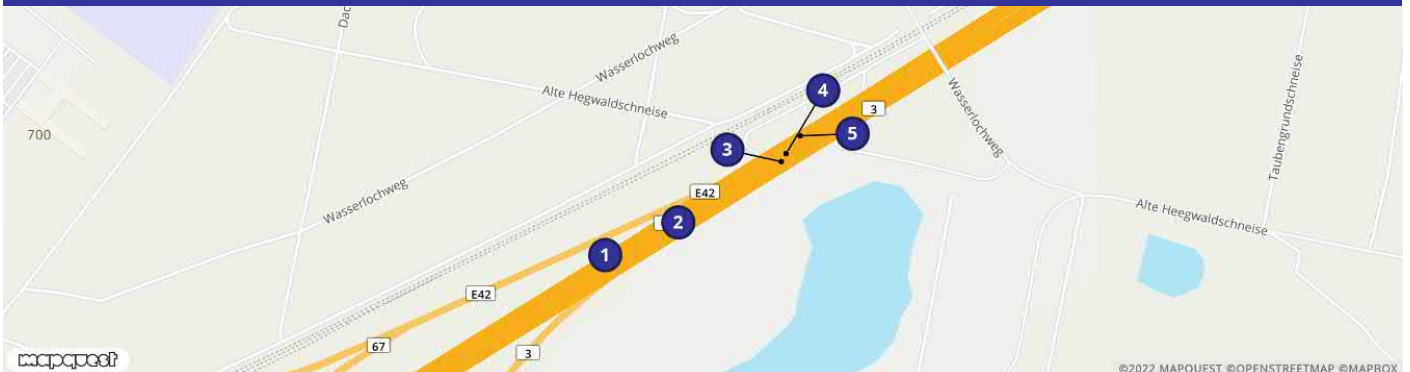 Dac
Wasserlochweg
Alte Hegwaldschneise
4
3
5
700
3
Wasserlochweg
Taubengrundschneise
Wasserlochweg
E42
2
1
Alte Heegwaldschneise
E42
67
3
mapquest
©2022 MAPQUEST ©OPENSTREETMAP ©MAPBOX